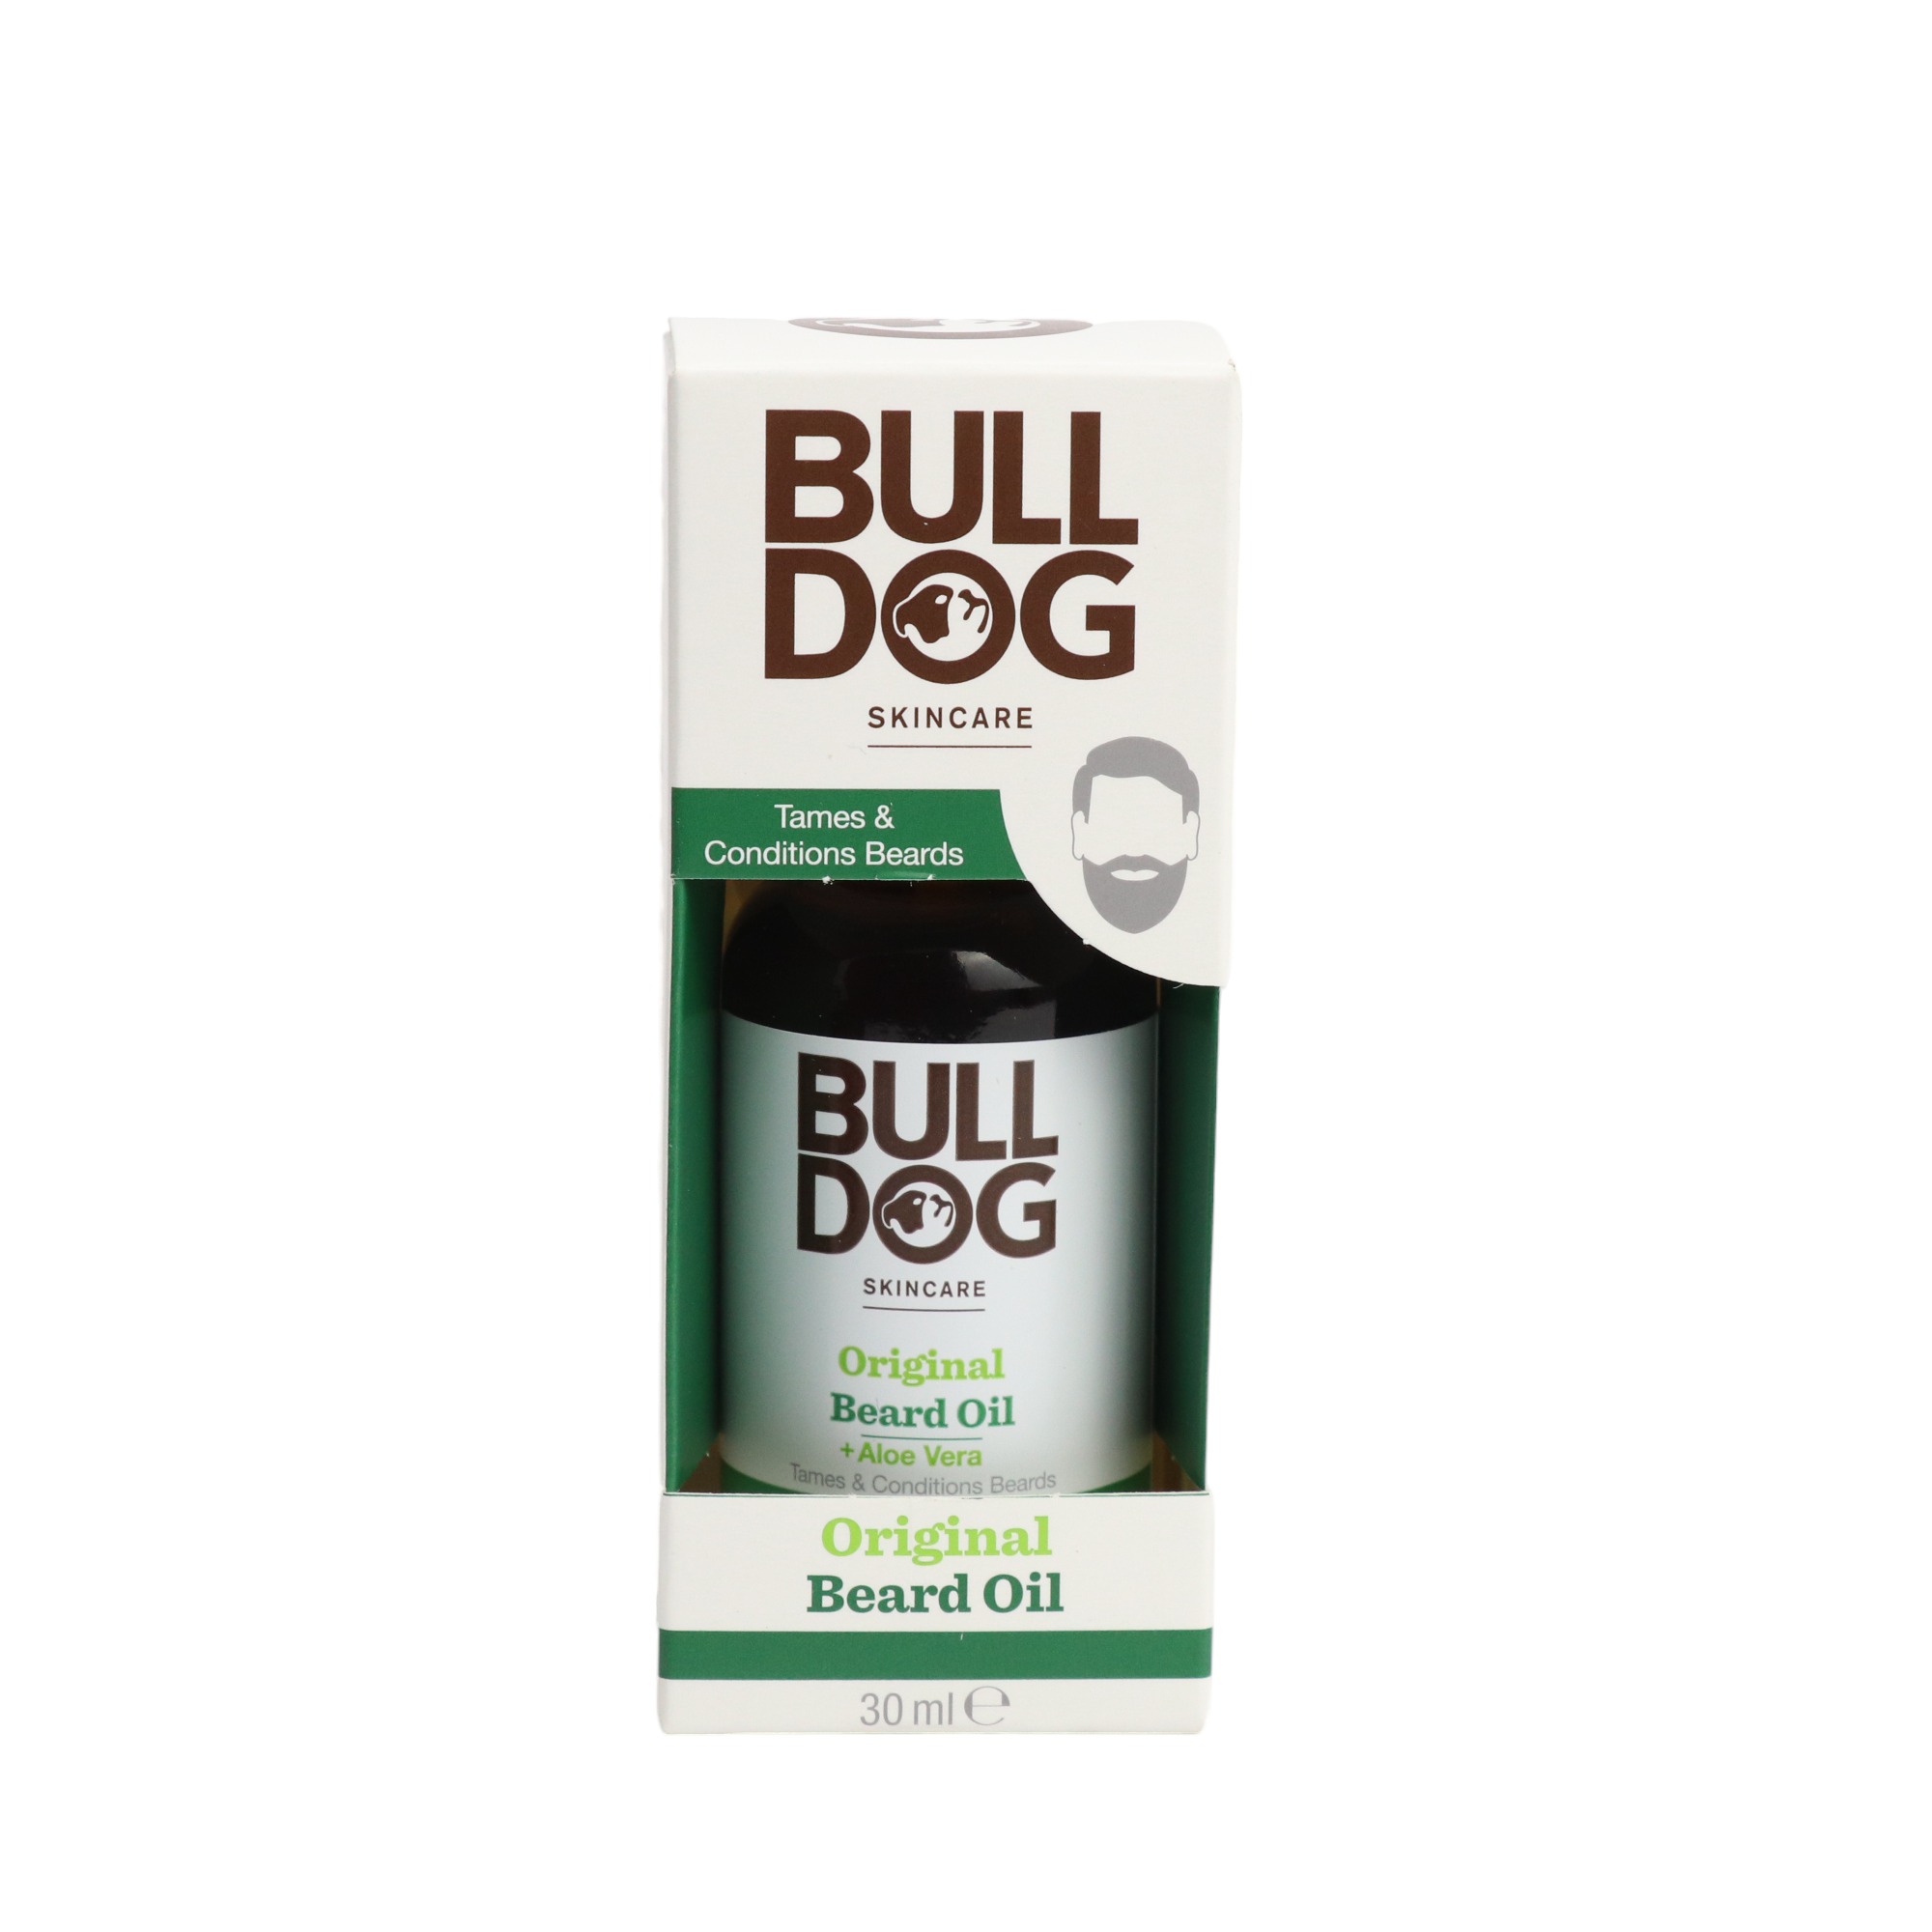 BULL
DOG
SKINCARE
Tames &
Conditions Beards
BULL
DOG
SKINCARE
Original
Beard Oil
+Aloe Vera
Tames & Conditions Beards
Original
Beard Oil
30 ml ℮